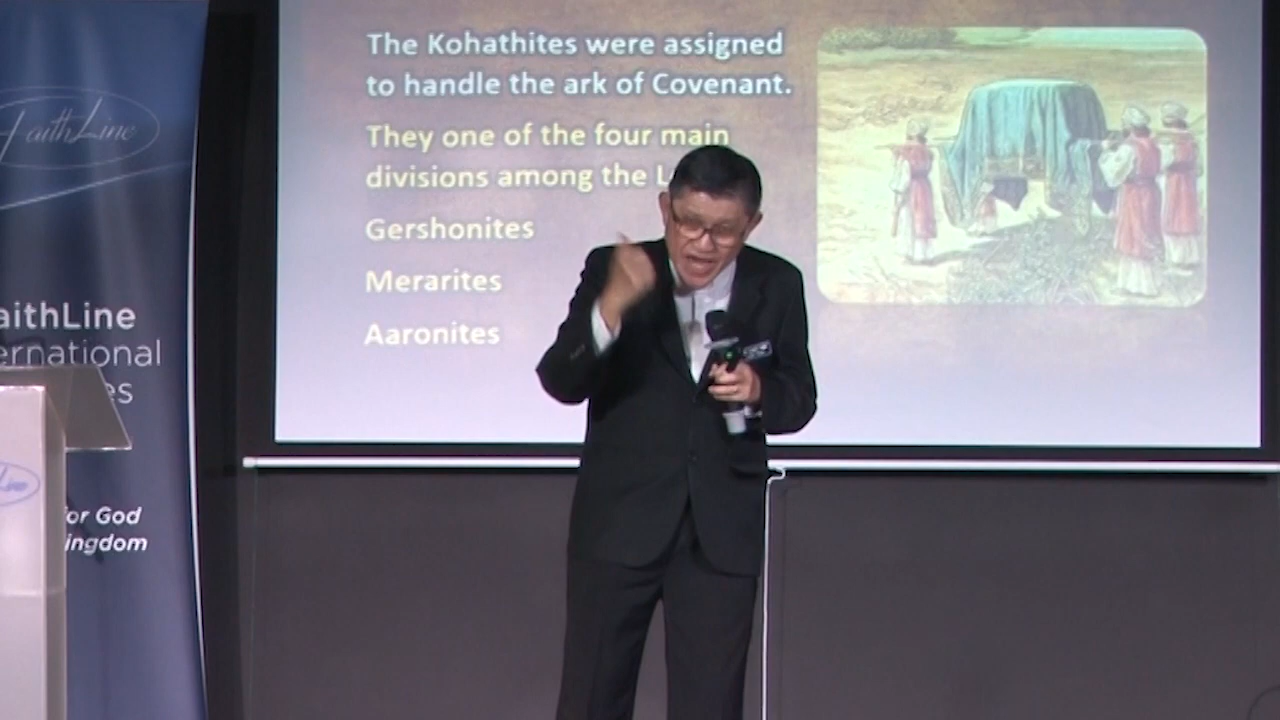 The Kohathites were assigned
to handle the ark of Covenant.
They one of the four main
divisions among the
Gershonites
Merarites
Aaronites
FaithLine
aithLine
ernational
es
or God
ingdom